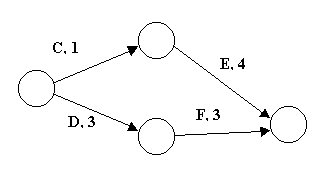 C, 1
E, 4
D, 3
F, 3